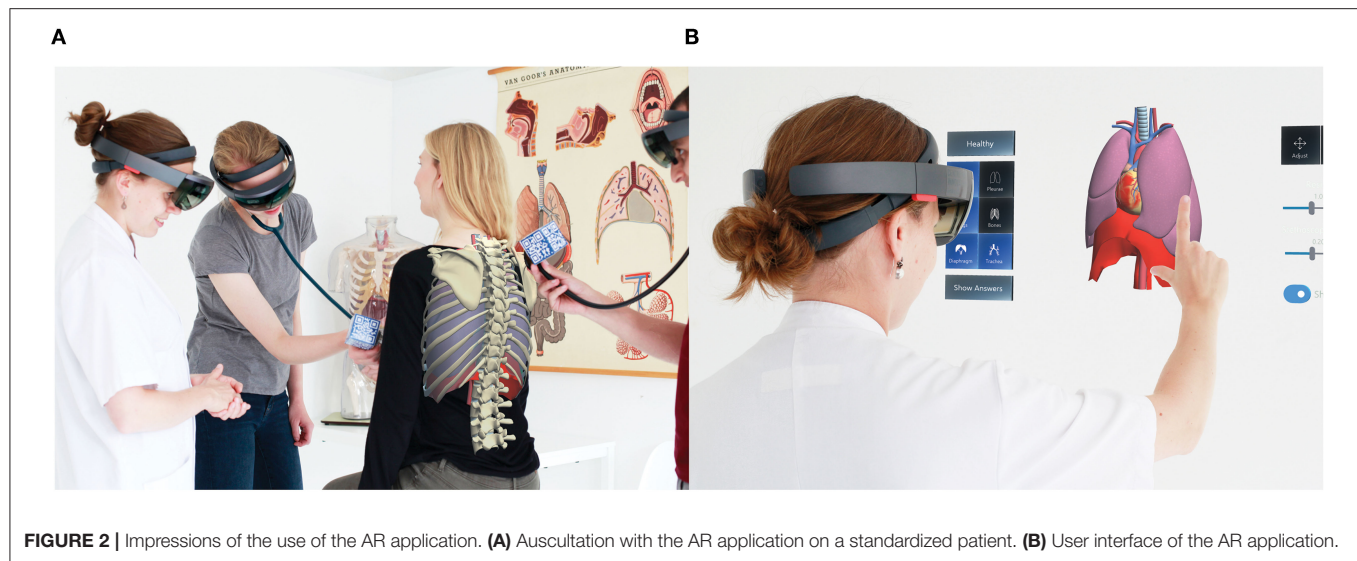 A
B
VAN GOOR'S ANATOM
Healthy
Pleurae
Bones
Diaphragm
Trachea
Show Answers
Adjust
FIGURE 2 | Impressions of the use of the AR application. (A) Auscultation with the AR application on a standardized patient. (B) User interface of the AR application.